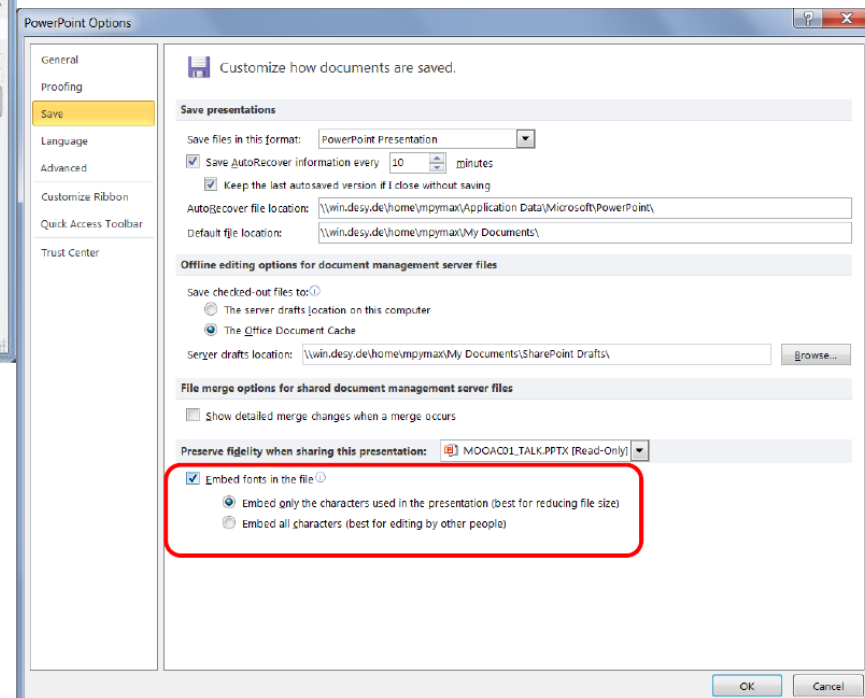 PowerPoint Options
General
Proofing
Save
Language
Advanced
Customize Ribbon
Quick Access Toolbar
Trust Center
Customize how documents are saved.
Save presentations
Save files in this format: PowerPoint Presentation
Save AutoRecover information every 10 minutes
Keep the last autosaved version if I close without saving
AutoRecover file location: \\win.desy.de\home\mpymax\Application Data\Microsoft\PowerPoint\
Default file location: \\win.desy.de\home\mpymax\My Documents\
Offline editing options for document management server files
Save checked-out files to:
The server drafts location on this computer
The Office Document Cache
Server drafts location: \\win.desy.de\home\mpymax\My Documents\SharePoint Drafts\
Browse...
File merge options for shared document management server files
Show detailed merge changes when a merge occurs
Preserve fidelity when sharing this presentation: MOOAC01_TALK.PPTX [Read-Only]
Embed fonts in the file
Embed only the characters used in the presentation (best for reducing file size)
Embed all characters (best for editing by other people)
OK Cancel